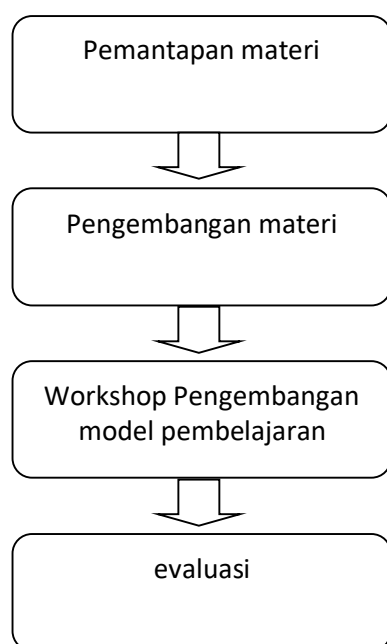 Pemantapan materi
Pengembangan materi
Workshop Pengembangan
model pembelajaran
evaluasi